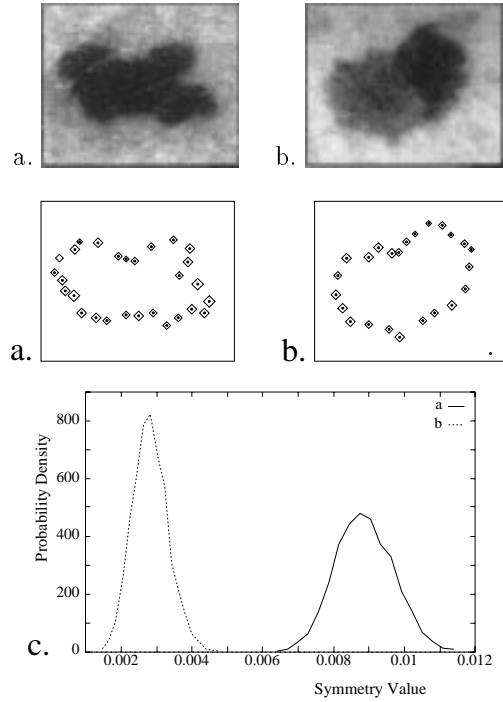 a.
b.
a.
b.
c.
Probability Density
800
600
400
200
0
a
b
0.002
0.004
0.006
0.008
0.01
0.012
Symmetry Value